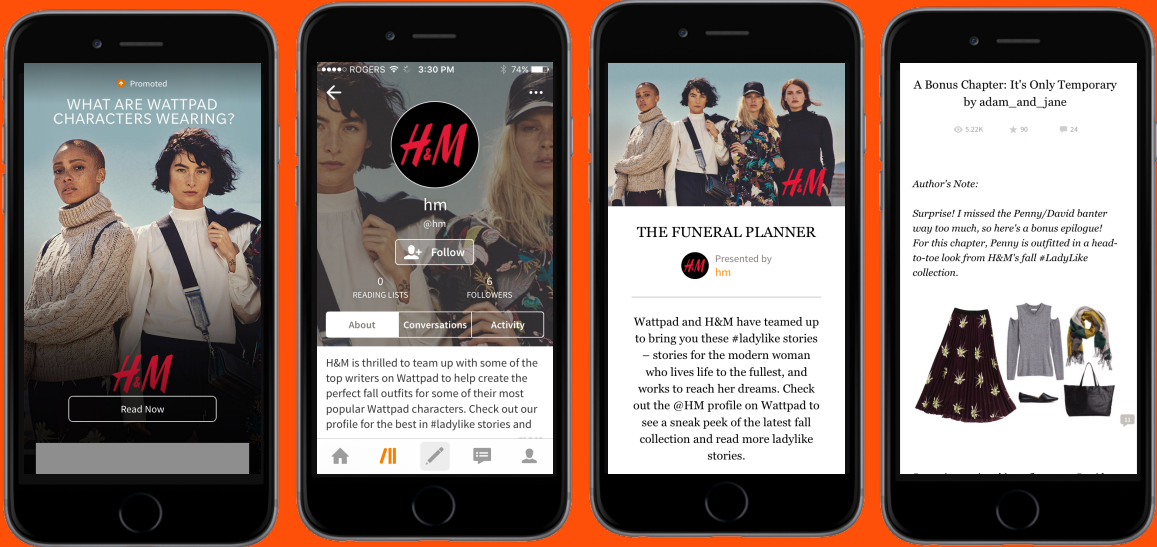 Promoted
WHAT ARE WATTPAD
CHARACTERS WEARING?
H&M
Read Now
ROGERS 3:30 PM 74%
H&M
hm
@hm
Follow
0
READING LISTS
6
FOLLOWERS
About
Conversations
Activity
H&M is thrilled to team up with some of the
top writers on Wattpad to help create the
perfect fall outfits for some of their most
popular Wattpad characters. Check out our
profile for the best in #ladylike stories and
H&M
THE FUNERAL PLANNER
H&M
Presented by
hm
Wattpad and H&M have teamed up
to bring you these #ladylike stories
– stories for the modern woman
who lives life to the fullest, and
works to reach her dreams. Check
out the @HM profile on Wattpad to
see a sneak peek of the latest fall
collection and read more ladylike
stories.
A Bonus Chapter: It's Only Temporary
by adam_and_jane
5.22K 90 24
Author's Note:
Surprise! I missed the Penny/David banter
way too much, so here's a bonus epilogue!
For this chapter, Penny is outfitted in a head-
to-toe look from H&M's fall #LadyLike
collection.